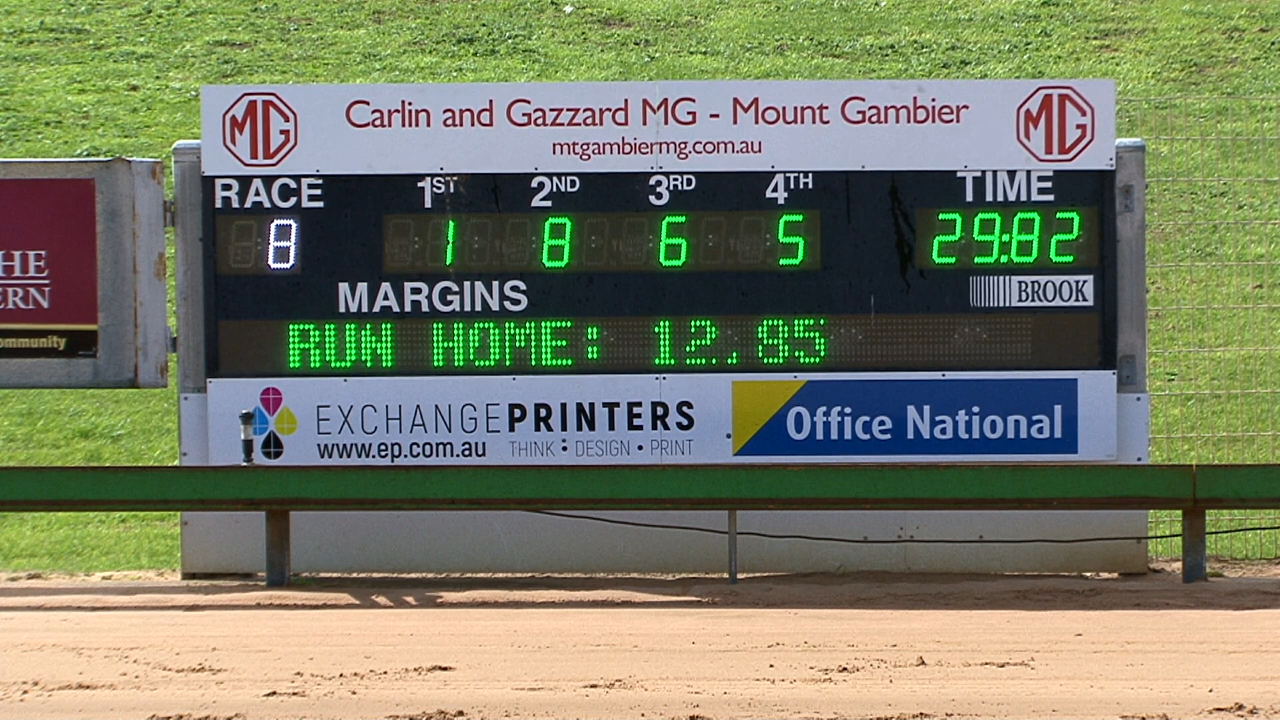 MG Carlin and Gazzard MG - Mount Gambier MG
mtgambiermg.com.au
RACE 1ST 2ND 3RD 4TH TIME
8 1 8 6 5 29:82
MARGINS BROOK
RUN HOME: 12.85
HE
ERN
ommunity
EXCHANGEPRINTERS
www.ep.com.au THINK : DESIGN • PRINT
Office National